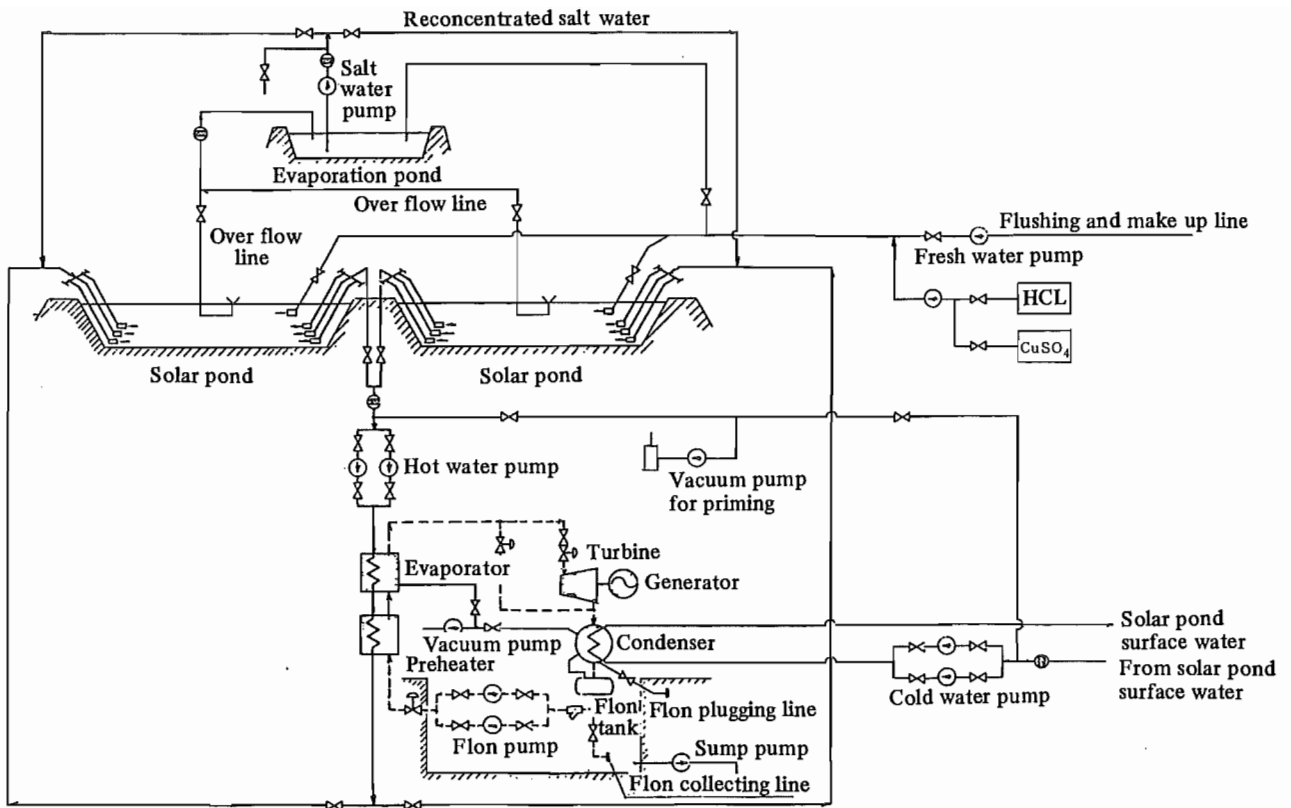 Reconcentrated salt water
Salt
water
pump
Evaporation pond
Over flow line
Over flow
line
Flushing and make up line
Fresh water pump
HCL
CuSO₄
Solar pond
Solar pond
Hot water pump
Vacuum pump
for priming
Turbine
Evaporator
Generator
Vacuum pump
Condenser
Preheater
Solar pond
surface water
From solar pond
surface water
Cold water pump
Flon
tank
Flon plugging line
Flon pump
Sump pump
Flon collecting line